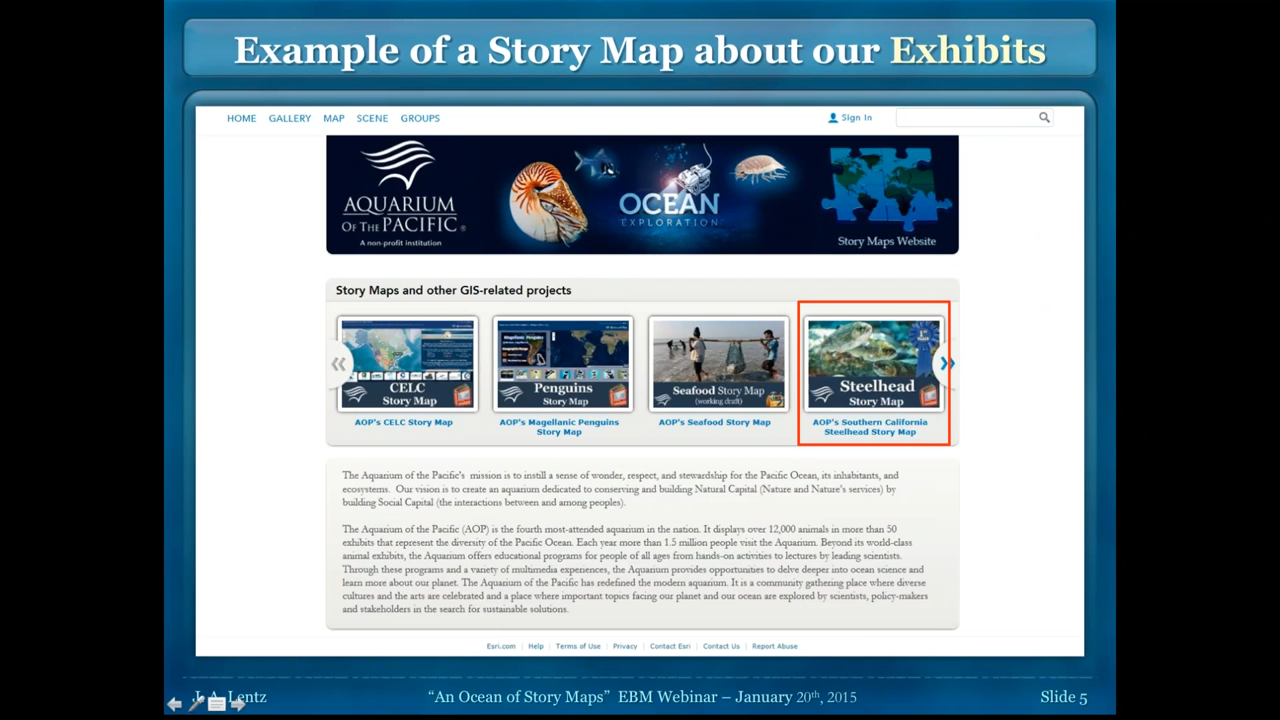 Example of a Story Map about our Exhibits
HOME GALLERY MAP SCENE GROUPS Sign In
AQUARIUM
OF THE PACIFIC®
A non-profit institution
OCEAN
EXPLORATION
Story Maps Website
Story Maps and other GIS-related projects
CELC
Story Map
Magellanic Penguins
Penguins
Story Map
Seafood Story Map
(working draft)
Steelhead
Story Map
AOP's CELC Story Map
AOP's Magellanic Penguins
Story Map
AOP's Seafood Story Map
AOP's Southern California
Steelhead Story Map
The Aquarium of the Pacific's mission is to instill a sense of wonder, respect, and stewardship for the Pacific Ocean, its inhabitants, and
ecosystems. Our vision is to create an aquarium dedicated to conserving and building Natural Capital (Nature and Nature's services) by
building Social Capital (the interactions between and among peoples).
The Aquarium of the Pacific (AOP) is the fourth most-attended aquarium in the nation. It displays over 12,000 animals in more than 50
exhibits that represent the diversity of the Pacific Ocean. Each year more than 1.5 million people visit the Aquarium. Beyond its world-class
animal exhibits, the Aquarium offers educational programs for people of all ages from hands-on activities to lectures by leading scientists.
Through these programs and a variety of multimedia experiences, the Aquarium provides opportunities to delve deeper into ocean science and
learn more about our planet. The Aquarium of the Pacific has redefined the modern aquarium. It is a community gathering place where diverse
cultures and the arts are celebrated and a place where important topics facing our planet and our ocean are explored by scientists, policy-makers
and stakeholders in the search for sustainable solutions.
Esri.com | Help | Terms of Use | Privacy | Contact Esri | Contact Us | Report Abuse
J. A. Lentz “An Ocean of Story Maps” EBM Webinar – January 20th, 2015 Slide 5